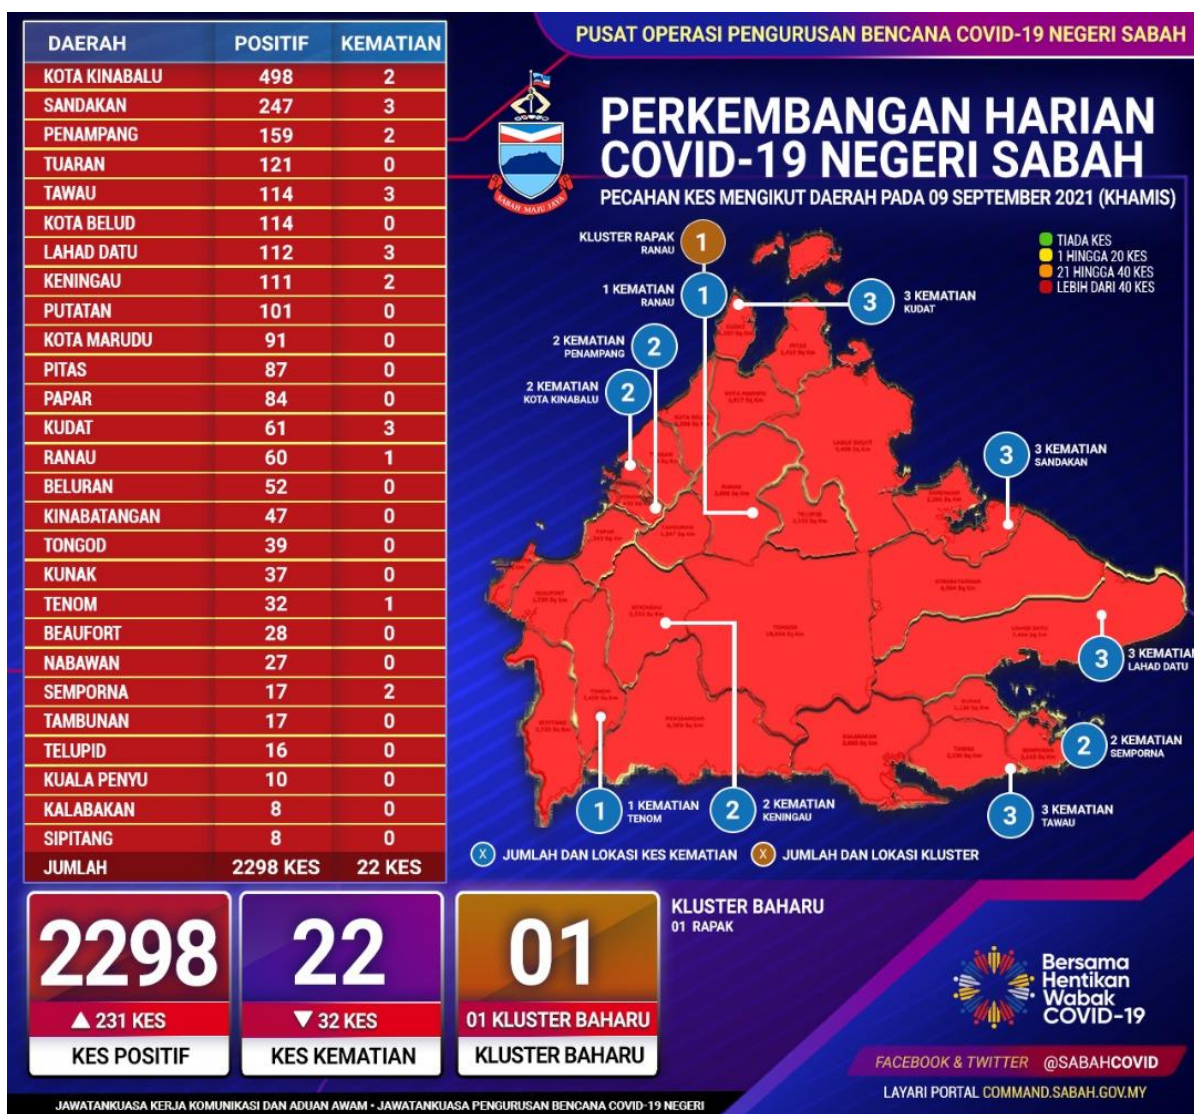 DAERAH POSITIF KEMATIAN
KOTA KINABALU 498 2
SANDAKAN 247 3
PENAMPANG 159 2
TUARAN 121 0
TAWAU 114 3
KOTA BELUD 114 0
LAHAD DATU 112 3
KENINGAU 111 2
PUTATAN 101 0
KOTA MARUDU 91 0
PITAS 87 0
PAPAR 84 0
KUDAT 61 3
RANAU 60 1
BELURAN 52 0
KINABATANGAN 47 0
TONGOD 39 0
KUNAK 37 0
TENOM 32 1
BEAUFORT 28 0
NABAWAN 27 0
SEMPORNA 17 2
TAMBUNAN 17 0
TELUPID 16 0
KUALA PENYU 10 0
KALABAKAN 8 0
SIPITANG 8 0
JUMLAH 2298 KES 22 KES
PUSAT OPERASI PENGURUSAN BENCANA COVID-19 NEGERI SABAH
SABAH MAJU JAYA
PERKEMBANGAN HARIAN
COVID-19 NEGERI SABAH
PECAHAN KES MENGIKUT DAERAH PADA 09 SEPTEMBER 2021 (KHAMIS)
TIADA KES
1 HINGGA 20 KES
21 HINGGA 40 KES
LEBIH DARI 40 KES
KLUSTER RAPAK
RANAU
1
1 KEMATIAN
RANAU
1
3
3 KEMATIAN
KUDAT
2 KEMATIAN
PENAMPANG
2
2 KEMATIAN
KOTA KINABALU
2
3
3 KEMATIAN
SANDAKAN
3
3 KEMATIAN
LAHAD DATU
2
2 KEMATIAN
SEMPORNA
1
1 KEMATIAN
TENOM
2
2 KEMATIAN
KENINGAU
3
3 KEMATIAN
TAWAU
X JUMLAH DAN LOKASI KES KEMATIAN
X JUMLAH DAN LOKASI KLUSTER
2298
▲ 231 KES
KES POSITIF
22
▼ 32 KES
KES KEMATIAN
01
01 KLUSTER BAHARU
KLUSTER BAHARU
KLUSTER BAHARU
01 RAPAK
Bersama
Hentikan
Wabak
COVID-19
FACEBOOK & TWITTER @SABAHCOVID
LAYARI PORTAL COMMAND.SABAH.GOV.MY
JAWATANKUASA KERJA KOMUNIKASI DAN ADUAN AWAM • JAWATANKUASA PENGURUSAN BENCANA COVID-19 NEGERI